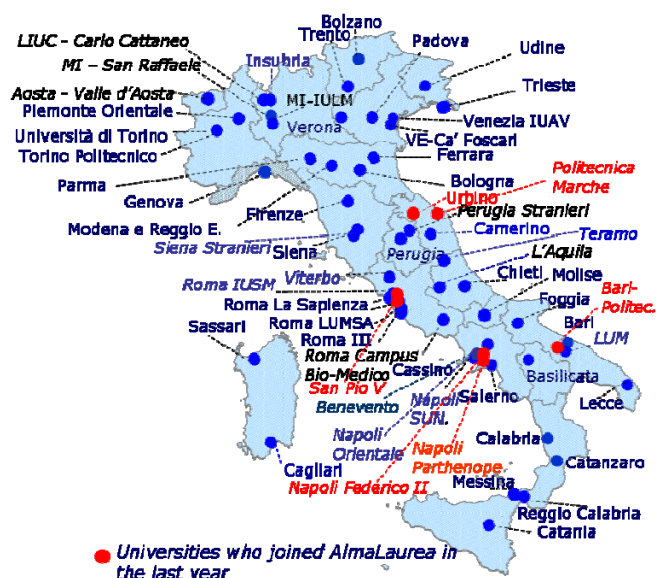 Bolzano
LIUC - Carlo Cattaneo
Trento
Padova
MI - San Raffaele
Insubria
Udine
Aosta - Valle d'Aosta
MI-IULM
Trieste
Piemonte Orientale
Verona
Venezia IUAV
Università di Torino
VE-Ca' Foscari
Torino Politecnico
Ferrara
Parma
Bologna
Politecnica
Marche
Genova
Urbino
Modena e Reggio E.
Firenze
Perugia Stranieri
Siena Stranieri
Siena
Camerino
Teramo
Perugia
L'Aquila
Roma IUSM
Viterbo
Chieti
Molise
Bari-
Politec.
Roma La Sapienza
Foggia
Roma LUMSA
Bari
Sassari
Roma III
LUM
Roma Campus
Bio-Medico
Cassino
San Pio V
Basilicata
Benevento
Napoli
SUN.
Salerno
Lecce
Napoli
Orientale
Napoli
Parthenope
Calabria
Cagliari
Catanzaro
Napoli Federico II
Messina
Reggio Calabria
Catania
Universities who joined AlmaLaurea in
the last year